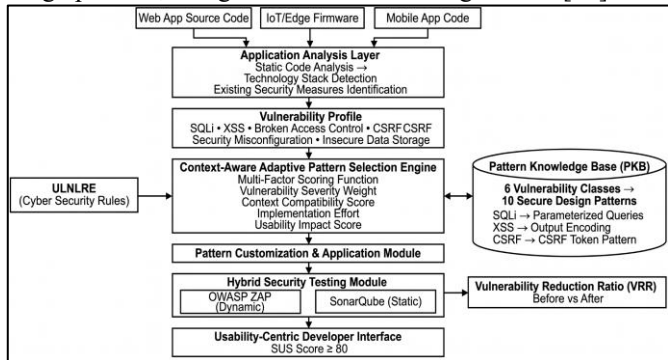 Web App Source Code
IoT/Edge Firmware
Mobile App Code
Application Analysis Layer
Static Code Analysis →
Technology Stack Detection
Existing Security Measures Identification
Vulnerability Profile
SQLi • XSS • Broken Access Control • CSRFCSRF
Security Misconfiguration • Insecure Data Storage
ULNLRE
(Cyber Security Rules)
Context-Aware Adaptive Pattern Selection Engine
Multi-Factor Scoring Function
Vulnerability Severity Weight
Context Compatibility Score
Implementation Effort
Usability Impact Score
Pattern Knowledge Base (PKB)
6 Vulnerability Classes →
10 Secure Design Patterns
SQLi → Parameterized Queries
XSS → Output Encoding
CSRF → CSRF Token Pattern
Pattern Customization & Application Module
Hybrid Security Testing Module
OWASP ZAP
(Dynamic)
SonarQube (Static)
Vulnerability Reduction Ratio (VRR)
Before vs After
Usability-Centric Developer Interface
SUS Score ≥ 80